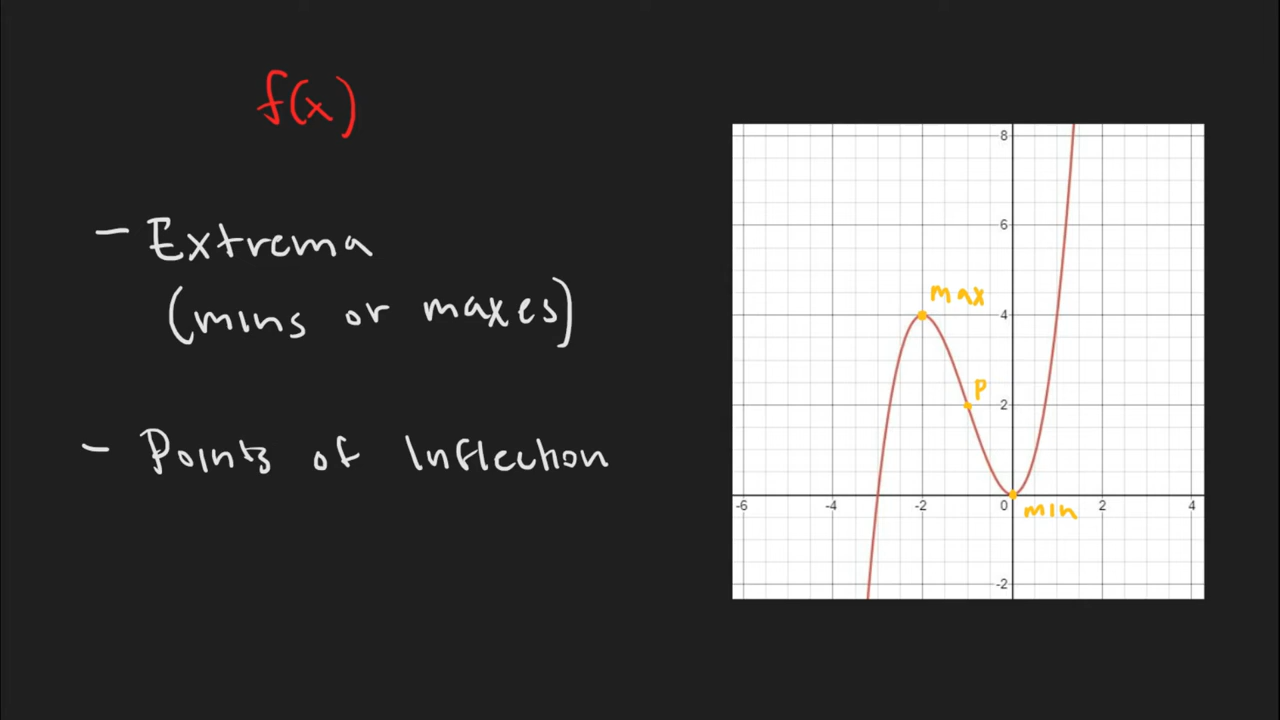 f(x)
- Extrema
(mins or maxes)
- Points of Inflection
8
6
max
4
P
2
-6 -4 -2 0 2 4
min
-2